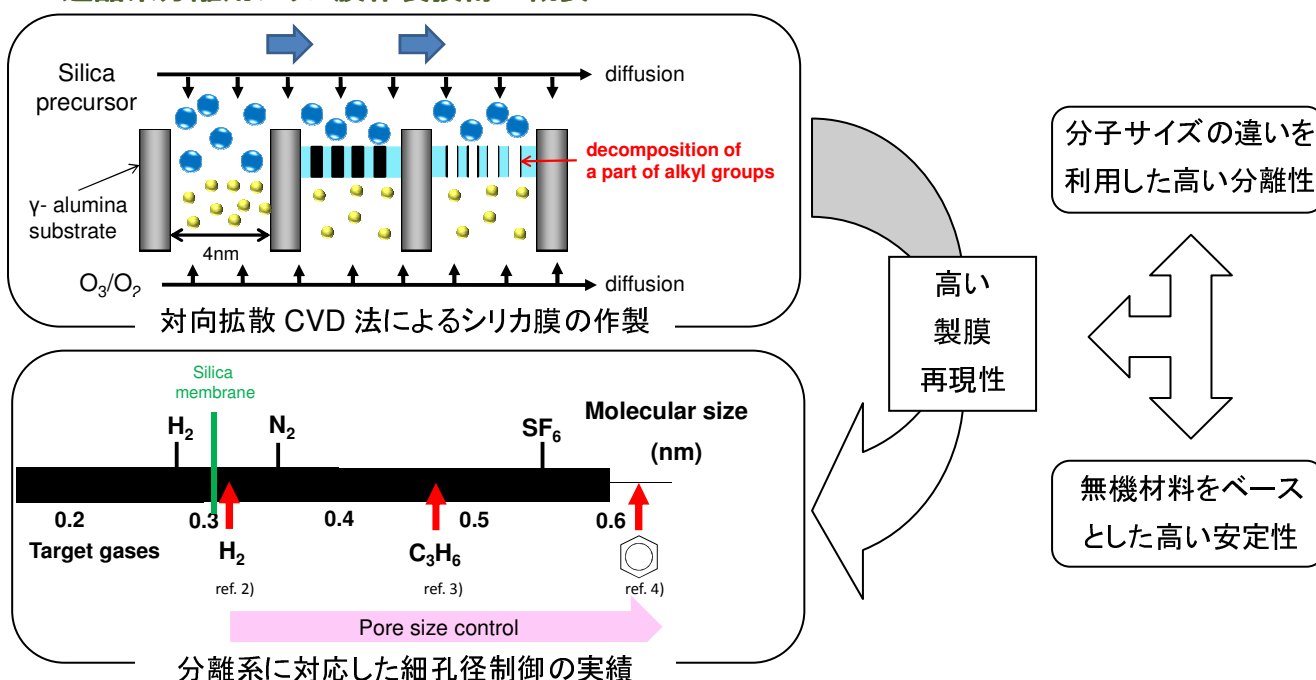 Silica
precursor
diffusion
decomposition of
a part of alkyl groups
γ- alumina
substrate
4nm
O3/O2
diffusion
対向拡散 CVD 法によるシリカ膜の作製
Silica
membrane
H2
N2
SF6
Molecular size
(nm)
0.2
0.3
0.4
0.5
0.6
Target gases
H2
C3H6
ref. 2)
ref. 3)
ref. 4)
Pore size control
分離系に対応した細孔径制御の実績
高い
製膜
再現性
分子サイズの違いを
利用した高い分離性
無機材料をベース
とした高い安定性